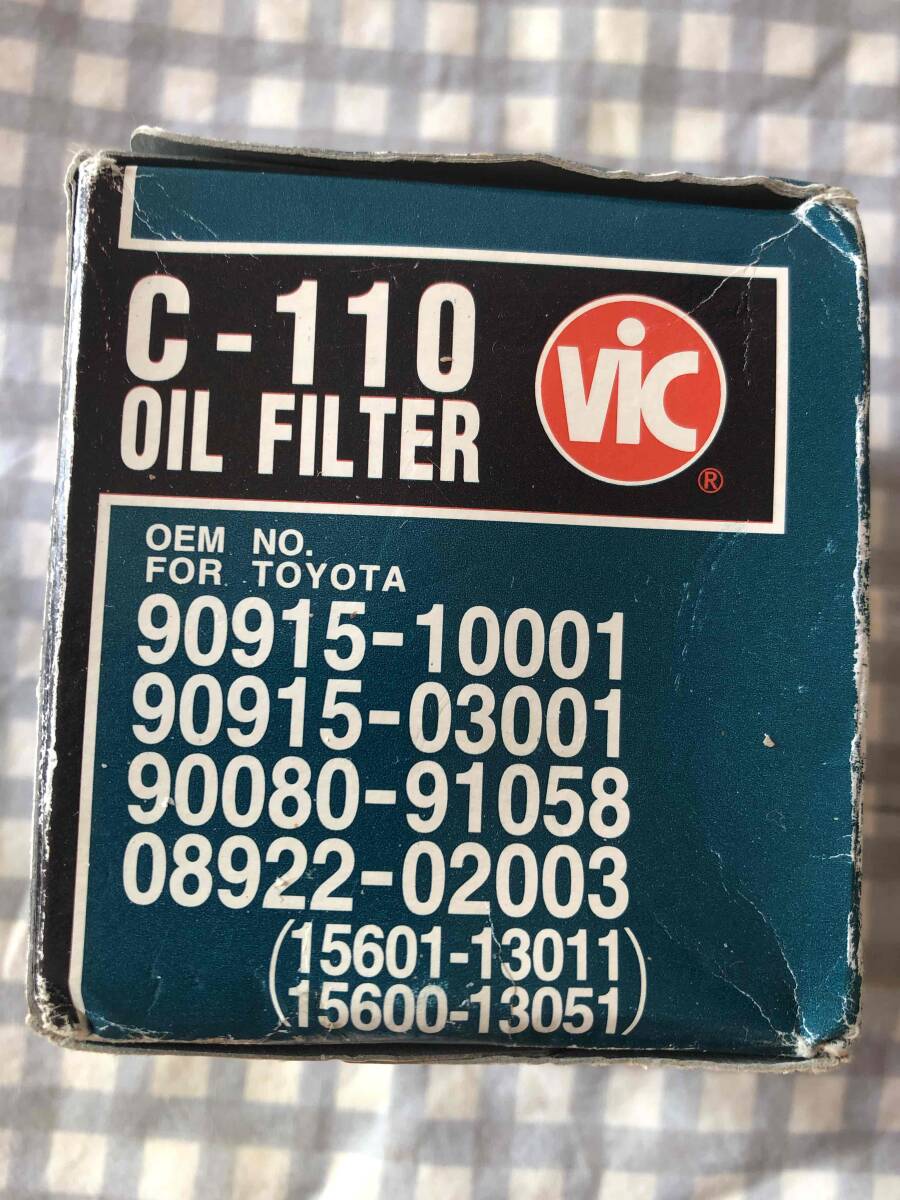 C-110
OIL FILTER
ViC
®
OEM NO.
FOR TOYOTA
90915-10001
90915-03001
90080-91058
08922-02003
(15601-13011
15600-13051)